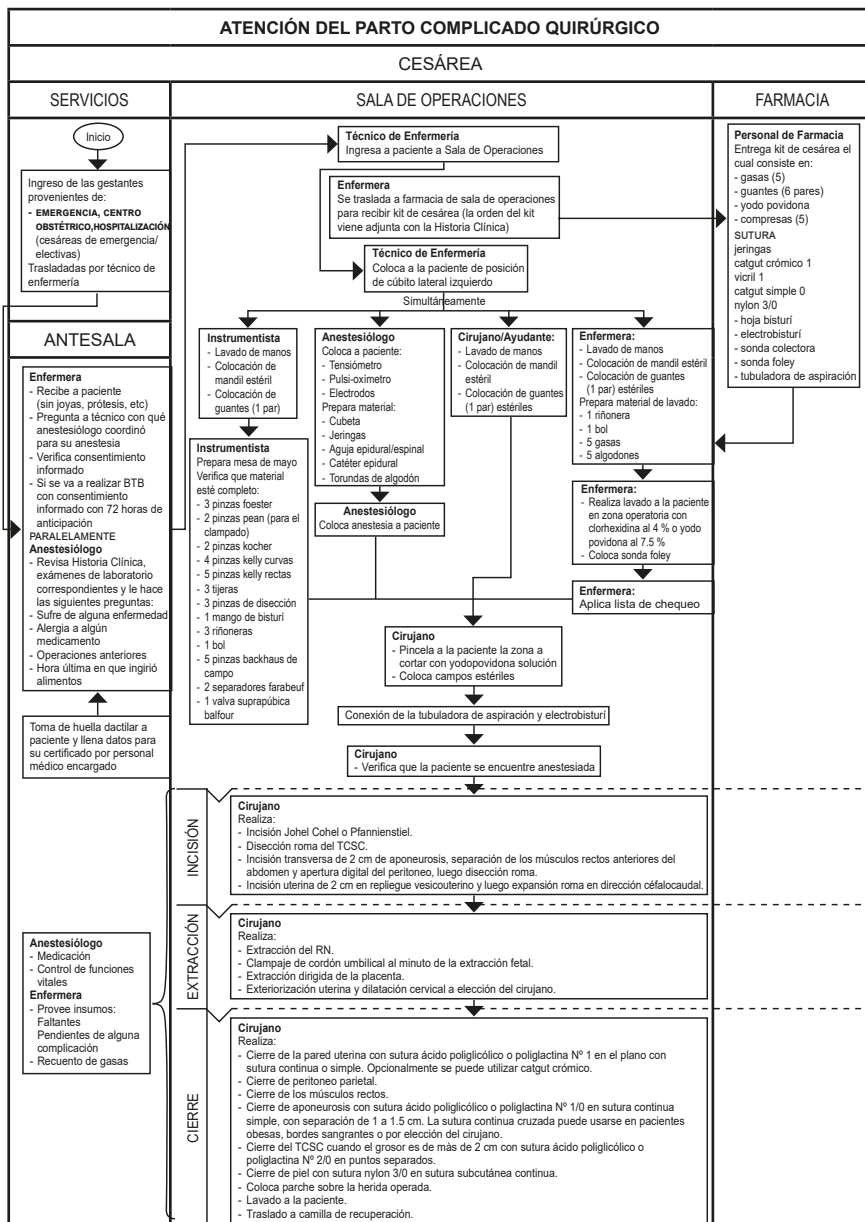 ATENCIÓN DEL PARTO COMPLICADO QUIRÚRGICO
CESÁREA
SERVICIOS
SALA DE OPERACIONES
FARMACIA
Inicio
Ingreso de las gestantes
provenientes de:
- EMERGENCIA, CENTRO
OBSTÉTRICO,HOSPITALIZACIÓN
(cesáreas de emergencia/
electivas)
Trasladadas por técnico de
enfermería
ANTESALA
Enfermera
- Recibe a paciente
(sin joyas, prótesis, etc)
- Pregunta a técnico con qué
anestesiólogo coordinó
para su anestesia
- Verifica consentimiento
informado
- Si se va a realizar BTB
con consentimiento
informado con 72 horas de
anticipación
PARALELAMENTE
Anestesiólogo
- Revisa Historia Clínica,
exámenes de laboratorio
correspondientes y le hace
las siguientes preguntas:
- Sufre de alguna enfermedad
- Alergia a algún
medicamento
- Operaciones anteriores
- Hora última en que ingirió
alimentos
Toma de huella dactilar a
paciente y llena datos para
su certificado por personal
médico encargado
Técnico de Enfermería
Ingresa a paciente a Sala de Operaciones
Enfermera
Se traslada a farmacia de sala de operaciones
para recibir kit de cesárea (la orden del kit
viene adjunta con la Historia Clínica)
Técnico de Enfermería
Coloca a la paciente de posición
de cúbito lateral izquierdo
Simultáneamente
Instrumentista
- Lavado de manos
- Colocación de
mandil estéril
- Colocación de
guantes (1 par)
Instrumentista
Prepara mesa de mayo
Verifica que material
esté completo:
- 3 pinzas foester
- 2 pinzas pean (para el
clampado)
- 2 pinzas kocher
- 4 pinzas kelly curvas
- 5 pinzas kelly rectas
- 3 tijeras
- 3 pinzas de disección
- 1 mango de bisturí
- 3 riñoneras
- 1 bol
- 5 pinzas backhaus de
campo
- 2 separadores farabeuf
- 1 valva suprapúbica
balfour
Anestesiólogo
Coloca a paciente:
- Tensiómetro
- Pulsi-oxímetro
- Electrodos
Prepara material:
- Cubeta
- Jeringas
- Aguja epidural/espinal
- Catéter epidural
- Torundas de algodón
Anestesiólogo
Coloca anestesia a paciente
Cirujano/Ayudante:
- Lavado de manos
- Colocación de mandil
estéril
- Colocación de guantes
(1 par) estériles
Enfermera:
- Lavado de manos
- Colocación de mandil estéril
- Colocación de guantes
(1 par) estériles
Prepara material de lavado:
- 1 riñonera
- 1 bol
- 5 gasas
- 5 algodones
Enfermera:
- Realiza lavado a la paciente
en zona operatoria con
clorhexidina al 4 % o yodo
povidona al 7.5 %
- Coloca sonda foley
Enfermera:
Aplica lista de chequeo
Cirujano
- Pincela a la paciente la zona a
cortar con yodopovidona solución
- Coloca campos estériles
Conexión de la tubuladora de aspiración y electrobisturí
Cirujano
- Verifica que la paciente se encuentre anestesiada
Personal de Farmacia
Entrega kit de cesárea el
cual consiste en:
- gasas (5)
- guantes (6 pares)
- yodo povidona
- compresas (5)
SUTURA
jeringas
catgut crómico 1
vicril 1
catgut simple 0
nylon 3/0
- hoja bisturí
- electrobisturí
- sonda colectora
- sonda foley
- tubuladora de aspiración
INCISIÓN
Cirujano
Realiza:
- Incisión Johel Cohel o Pfannienstiel.
- Disección roma del TCSC.
- Incisión transversa de 2 cm de aponeurosis, separación de los músculos rectos anteriores del
abdomen y apertura digital del peritoneo, luego disección roma.
- Incisión uterina de 2 cm en repliegue vesicouterino y luego expansión roma en dirección céfalocaudal.
EXTRACCIÓN
Cirujano
Realiza:
- Extracción del RN.
- Clampaje de cordón umbilical al minuto de la extracción fetal.
- Extracción dirigida de la placenta.
- Exteriorización uterina y dilatación cervical a elección del cirujano.
Anestesiólogo
- Medicación
- Control de funciones
vitales
Enfermera
- Provee insumos:
Faltantes
Pendientes de alguna
complicación
- Recuento de gasas
CIERRE
Cirujano
Realiza:
- Cierre de la pared uterina con sutura ácido poliglicólico o poliglactina Nº 1 en el plano con
sutura continua o simple. Opcionalmente se puede utilizar catgut crómico.
- Cierre de peritoneo parietal.
- Cierre de los músculos rectos.
- Cierre de aponeurosis con sutura ácido poliglicólico o poliglactina Nº 1/0 en sutura continua
simple, con separación de 1 a 1.5 cm. La sutura continua cruzada puede usarse en pacientes
obesas, bordes sangrantes o por elección del cirujano.
- Cierre del TCSC cuando el grosor es de màs de 2 cm con sutura ácido poliglicólico o
poliglactina Nº 2/0 en puntos separados.
- Cierre de piel con sutura nylon 3/0 en sutura subcutánea continua.
- Coloca parche sobre la herida operada.
- Lavado a la paciente.
- Traslado a camilla de recuperación.